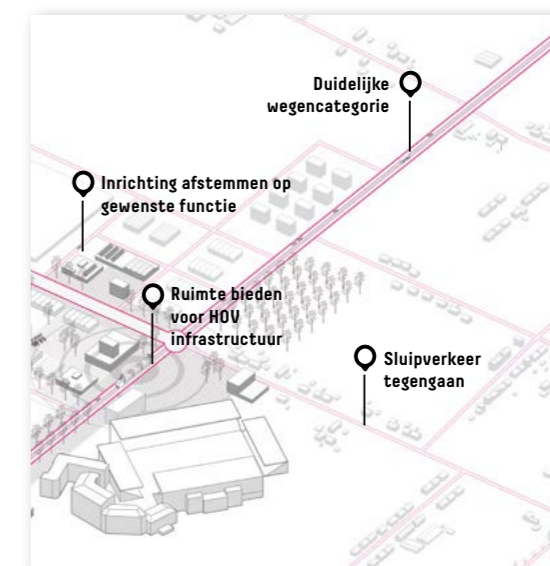 Duidelijke
wegencategorie
Inrichting afstemmen op
gewenste functie
Ruimte bieden
voor HOV
infrastructuur
Sluipverkeer
tegengaan